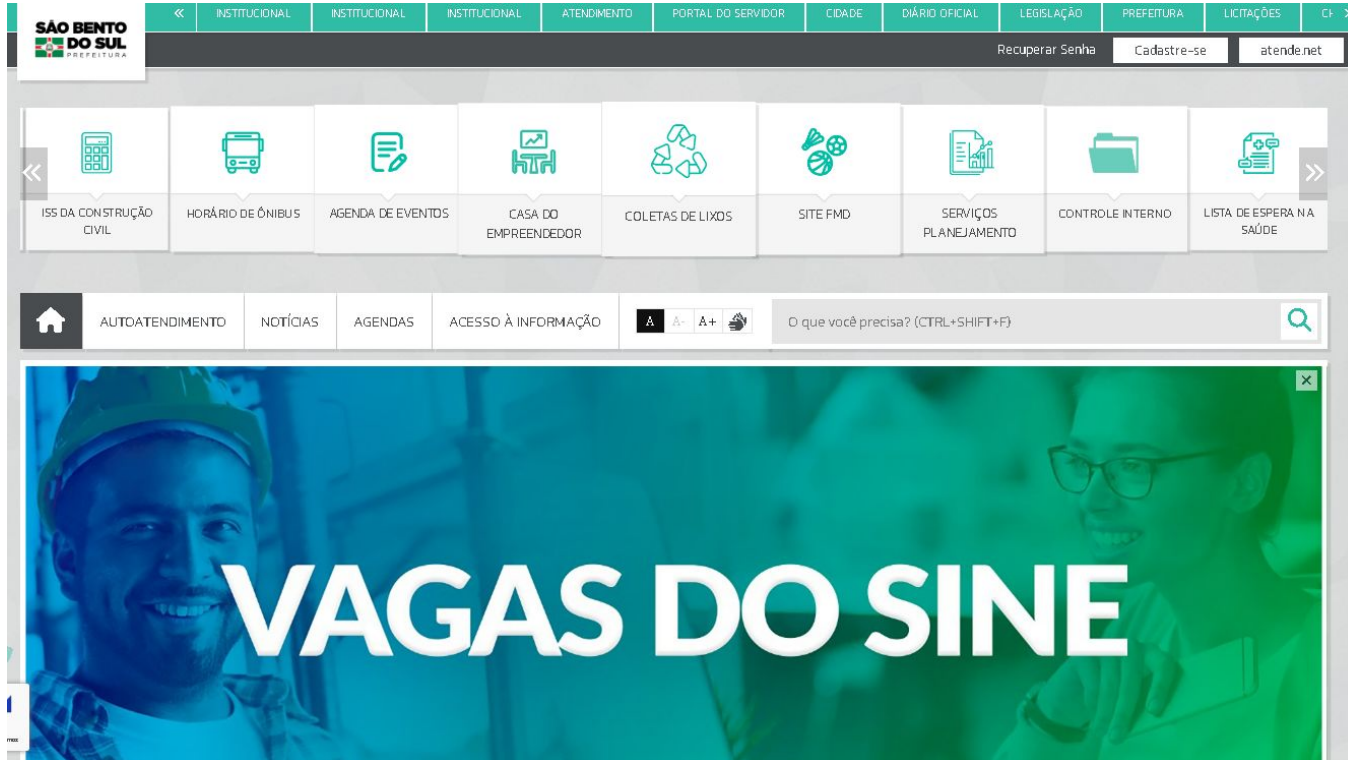 SÃO BENTO
DO SUL
PREFEITURA
« INSTITUCIONAL INSTITUCIONAL INSTITUCIONAL ATENDIMENTO PORTAL DO SERVIDOR CIDADE DIÁRIO OFICIAL LEGISLAÇÃO PREFEITURA LICITAÇÕES
Recuperar Senha Cadastre-se atende.net
ISS DA CONSTRUÇÃO
CIVIL
HORÁRIO DE ÔNIBUS
AGENDA DE EVENTOS
CASA DO
EMPREENDEDOR
COLETAS DE LIXOS
SITE FMD
SERVIÇOS
PLANEJAMENTO
CONTROLE INTERNO
LISTA DE ESPERA NA
SAÚDE
AUTOATENDIMENTO NOTÍCIAS AGENDAS ACESSO À INFORMAÇÃO A A- A+ O que você precisa? (CTRL+SHIFT+F)
VAGAS DO SINE